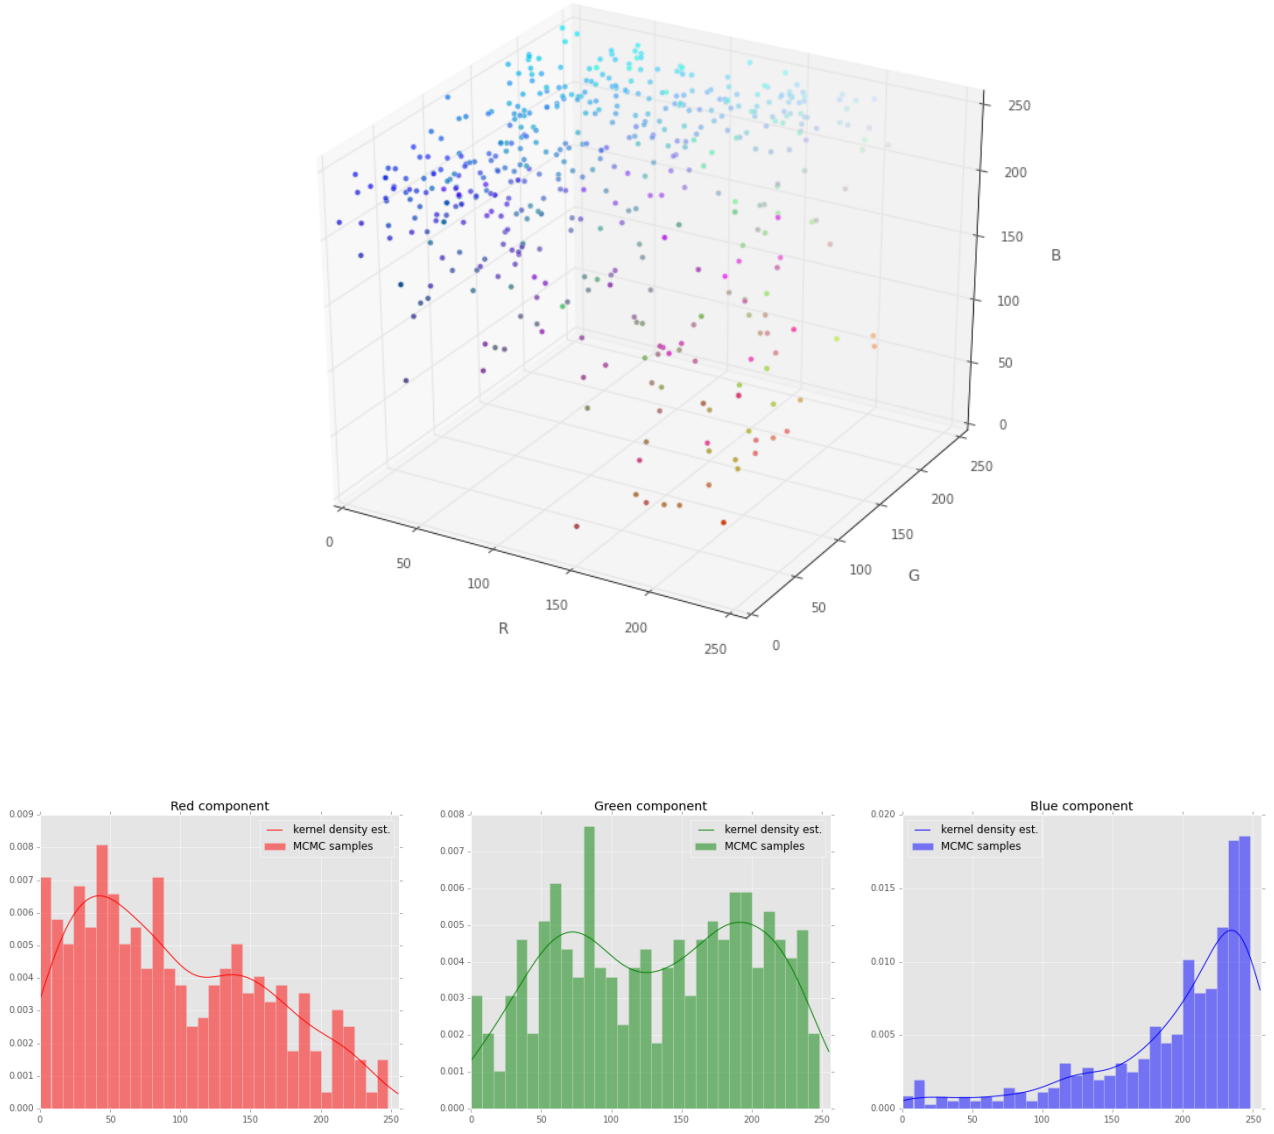 250
200
150
100
50
0
B
250
200
150
100
50
0
G
0
50
100
150
200
250
R
Red component
0.009
0.008
0.007
0.006
0.005
0.004
0.003
0.002
0.001
0.000
kernel density est.
MCMC samples
0 50 100 150 200 250
Green component
0.008
0.007
0.006
0.005
0.004
0.003
0.002
0.001
0.000
kernel density est.
MCMC samples
0 50 100 150 200 250
Blue component
0.020
0.015
0.010
0.005
0.000
kernel density est.
MCMC samples
0 50 100 150 200 250